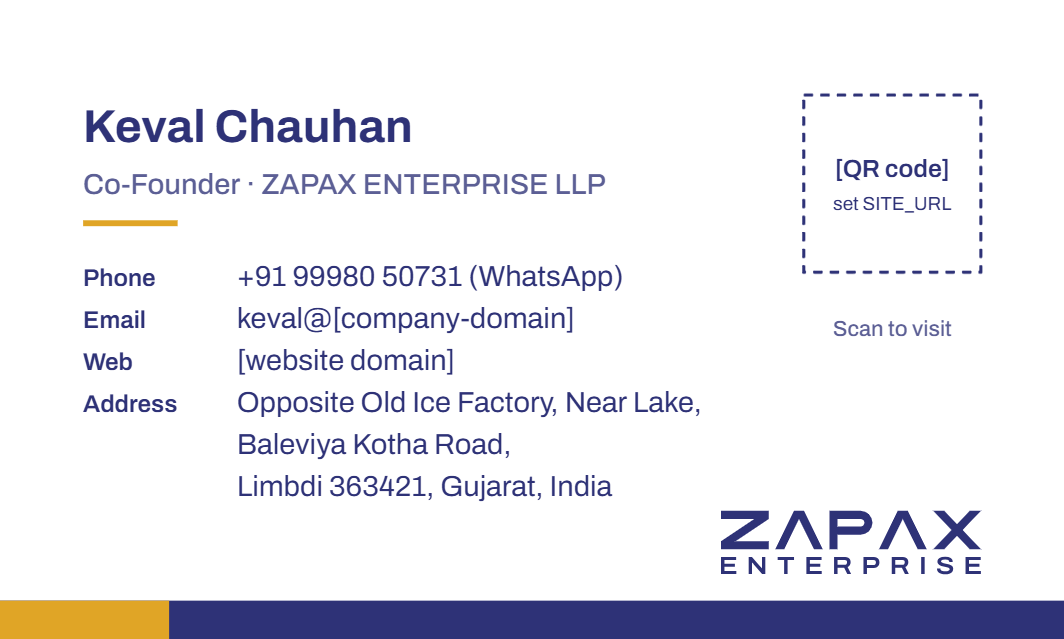 Keval Chauhan
Co-Founder · ZAPAX ENTERPRISE LLP
Phone +91 99980 50731 (WhatsApp)
Email keval@[company-domain]
Web [website domain]
Address Opposite Old Ice Factory, Near Lake,
Baleviya Kotha Road,
Limbdi 363421, Gujarat, India
[QR code]
set SITE_URL
Scan to visit
ZAPAX
ENTERPRISE